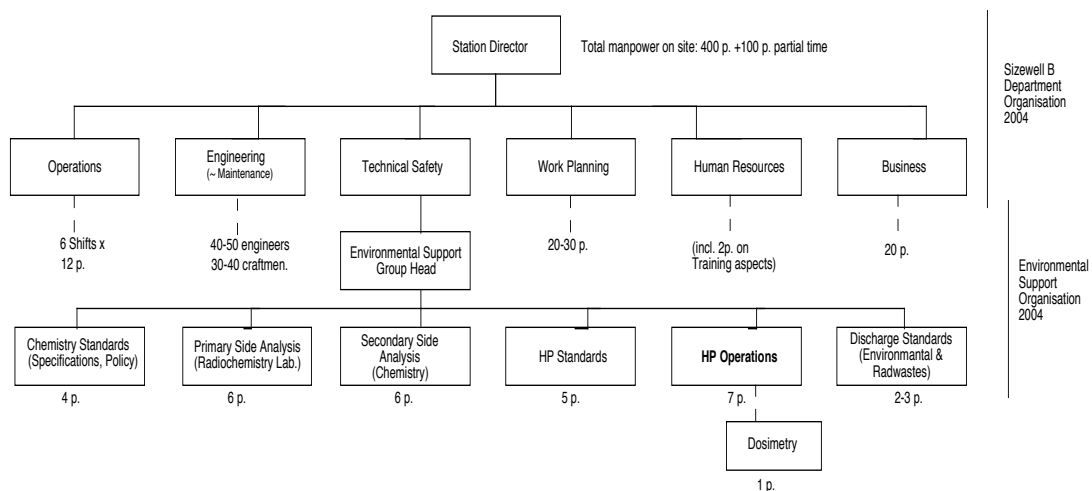 Station Director
Total manpower on site: 400 p. +100 p. partial time
Sizewell B
Department
Organisation
2004
Operations
Engineering
(~ Maintenance)
Technical Safety
Work Planning
Human Resources
Business
6 Shifts x
12 p.
40-50 engineers
30-40 craftmen.
Environmental Support
Group Head
20-30 p.
(incl. 2p. on
Training aspects)
20 p.
Environmental
Support
Organisation
2004
Chemistry Standards
(Specifications, Policy)
Primary Side Analysis
(Radiochemistry Lab.)
Secondary Side
Analysis
(Chemistry)
HP Standards
HP Operations
Discharge Standards
(Environmantal &
Radwastes)
4 p.
6 p.
6 p.
5 p.
7 p.
2-3 p.
Dosimetry
1 p.